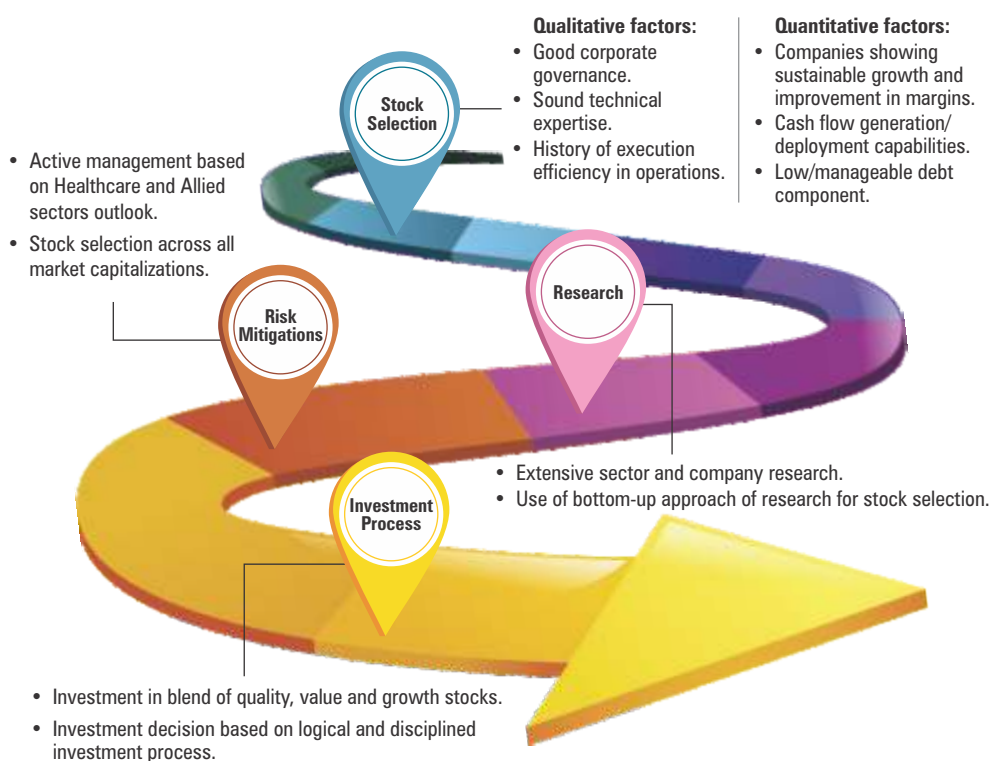 Qualitative factors:
• Good corporate
governance.
• Sound technical
expertise.
• History of execution
efficiency in operations.
Quantitative factors:
• Companies showing
sustainable growth and
improvement in margins.
• Cash flow generation/
deployment capabilities.
• Low/manageable debt
component.
Stock
Selection
• Active management based
on Healthcare and Allied
sectors outlook.
• Stock selection across all
market capitalizations.
Research
Risk
Mitigations
• Extensive sector and company research.
• Use of bottom-up approach of research for stock selection.
Investment
Process
• Investment in blend of quality, value and growth stocks.
• Investment decision based on logical and disciplined
investment process.